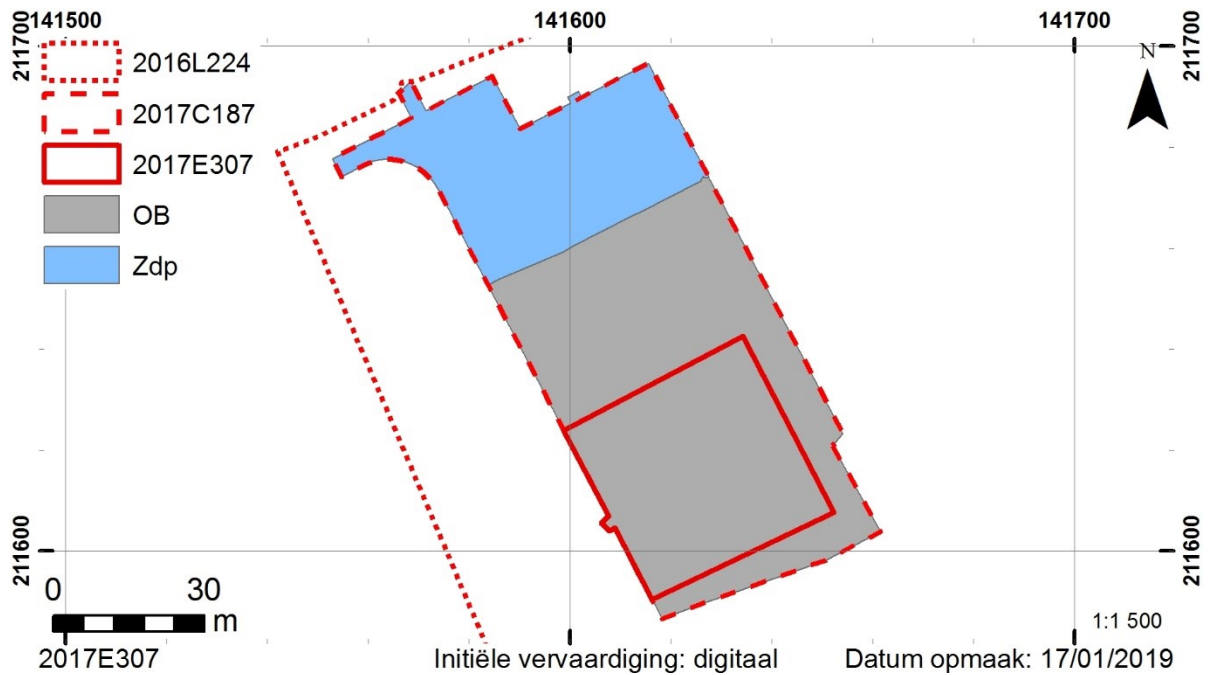 141500 141600 141700
211700 211700
2016L224
2017C187
2017E307
OB
Zdp
N
211600 211600
0 30
m
1:1 500
2017E307 Initiële vervaardiging: digitaal Datum opmaak: 17/01/2019